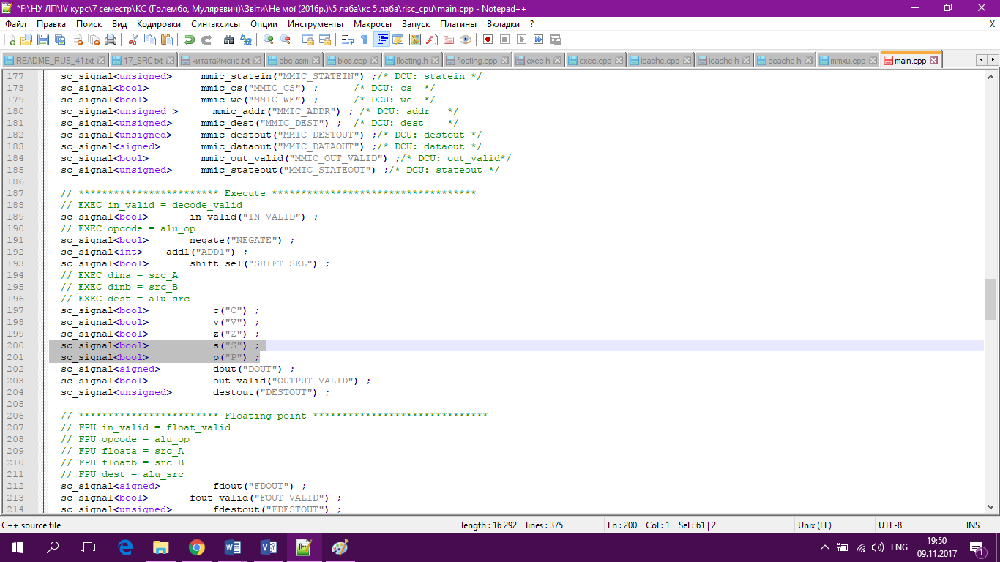 *F:\НУ ЛП\IV курс\7 семестр\КС (Голембо, Муляревич)\Звіти\Не мої (2016р.)\5 лаба\кс 5 лаба\risc_cpu\main.cpp - Notepad++
Файл Правка Поиск Вид Кодировки Синтаксисы Опции Инструменты Макросы Запуск Плагины Вкладки ?
README_RUS_41.txt 17_SRC.txt читатаймене.txt abc.asm bios.cpp floating.h floating.cpp exec.h exec.cpp icache.cpp icache.h dcache.h mmxu.cpp main.cpp
177 sc_signal<unsigned> mmic_statein("MMIC_STATEIN") ;/* DCU: statein */
178 sc_signal<bool> mmic_cs("MMIC_CS") ; /* DCU: cs */
179 sc_signal<bool> mmic_we("MMIC_WE") ; /* DCU: we */
180 sc_signal<unsigned > mmic_addr("MMIC_ADDR") ; /* DCU: addr */
181 sc_signal<unsigned> mmic_dest("MMIC_DEST") ; /* DCU: dest */
182 sc_signal<unsigned> mmic_destout("MMIC_DESTOUT") ;/* DCU: destout */
183 sc_signal<signed> mmic_dataout("MMIC_DATAOUT") ;/* DCU: dataout */
184 sc_signal<bool> mmic_out_valid("MMIC_OUT_VALID") ;/* DCU: out_valid*/
185 sc_signal<unsigned> mmic_stateout("MMIC_STATEOUT") ;/* DCU: stateout */
186
187 // ************************ Execute ***********************************
188 // EXEC in_valid = decode_valid
189 sc_signal<bool> in_valid("IN_VALID") ;
190 // EXEC opcode = alu_op
191 sc_signal<bool> negate("NEGATE") ;
192 sc_signal<int> add1("ADD1") ;
193 sc_signal<bool> shift_sel("SHIFT_SEL") ;
194 // EXEC dina = src_A
195 // EXEC dinb = src_B
196 // EXEC dest = alu_src
197 sc_signal<bool> c("C") ;
198 sc_signal<bool> v("V") ;
199 sc_signal<bool> z("Z") ;
200 sc_signal<bool> s("S") ;
201 sc_signal<bool> p("P") ;
202 sc_signal<signed> dout("DOUT") ;
203 sc_signal<bool> out_valid("OUTPUT_VALID") ;
204 sc_signal<unsigned> destout("DESTOUT") ;
205
206 // ************************ Floating point ******************************
207 // FPU in_valid = float_valid
208 // FPU opcode = alu_op
209 // FPU floata = src_A
210 // FPU floatb = src_B
211 // FPU dest = alu_src
212 sc_signal<signed> fdout("FDOUT") ;
213 sc_signal<bool> fout_valid("FOUT_VALID") ;
214 sc_signal<unsigned> fdestout("FDESTOUT") ;
C++ source file length : 16 292 lines : 375 Ln : 200 Col : 1 Sel : 61 | 2 Unix (LF) UTF-8 INS
ENG 19:50
09.11.2017 1